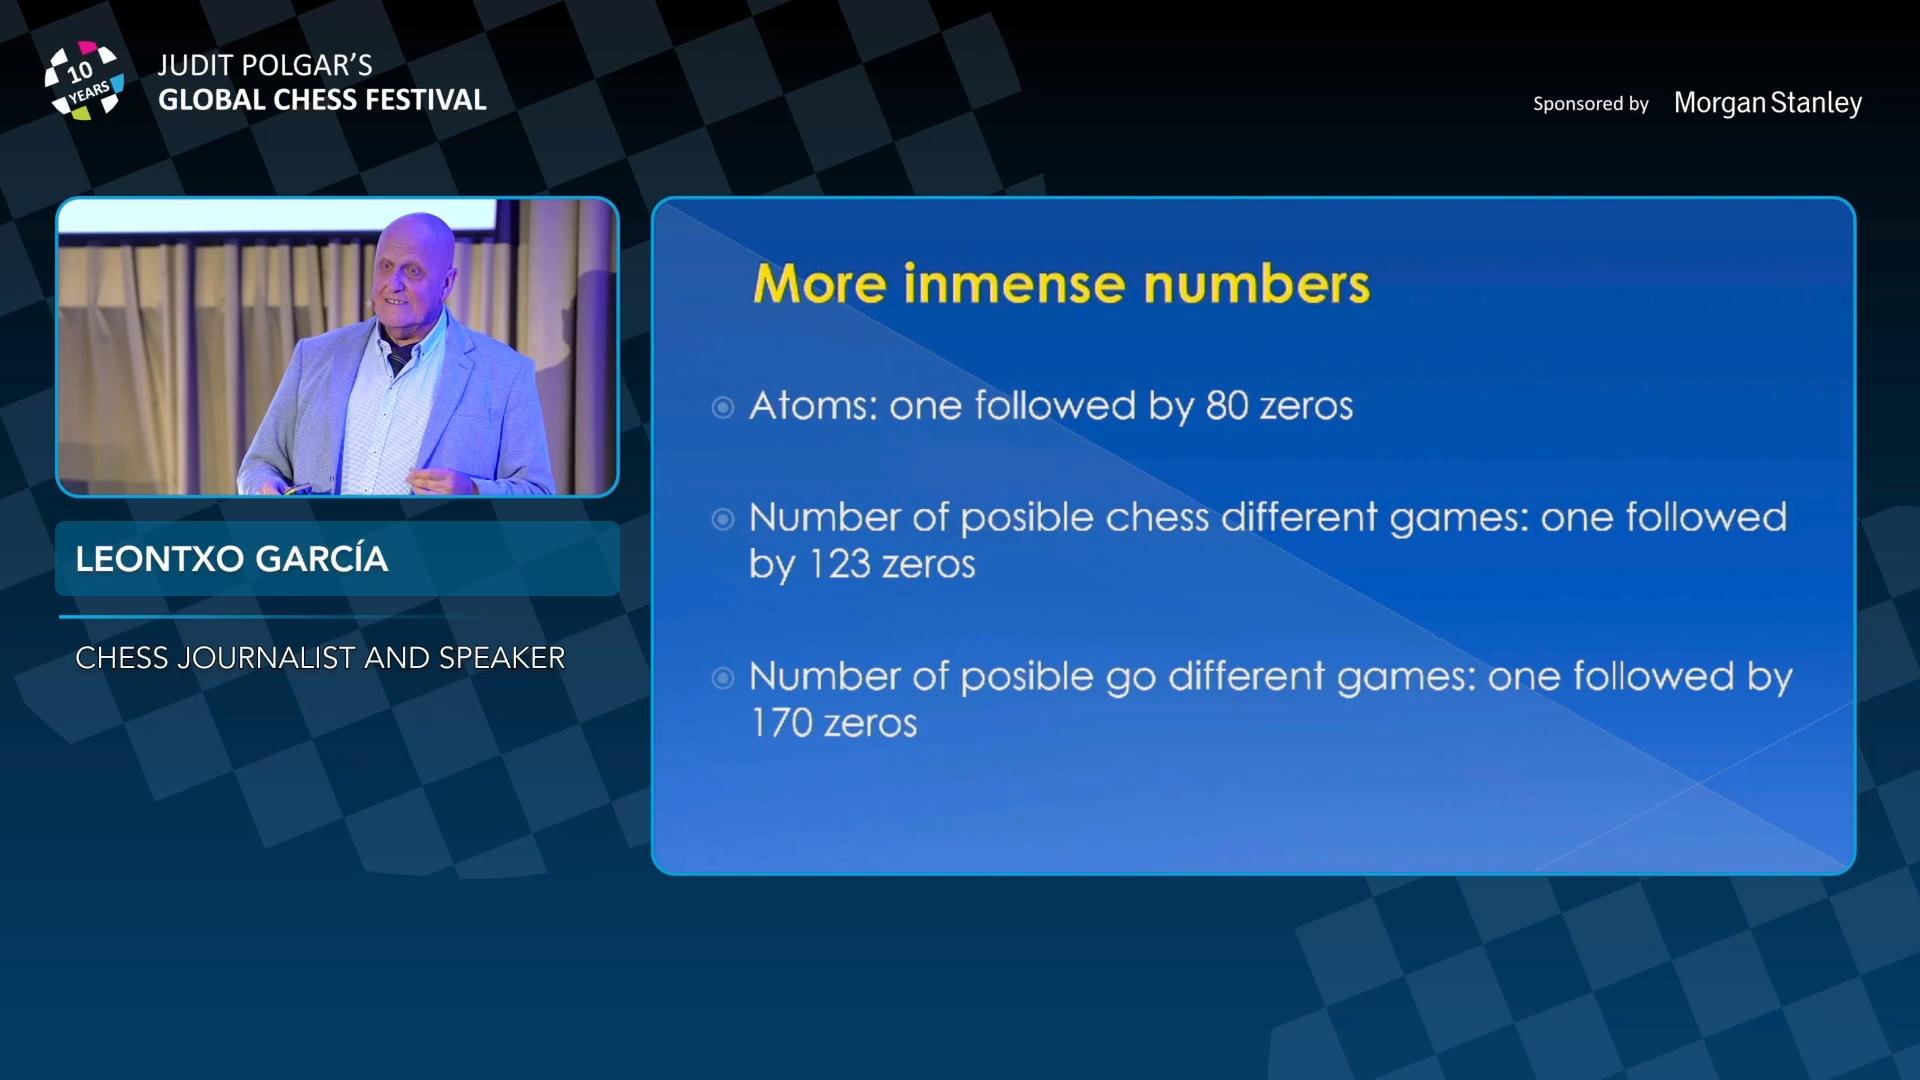 10
YEARS
JUDIT POLGAR'S
GLOBAL CHESS FESTIVAL
Sponsored by Morgan Stanley
LEONTXO GARCÍA
CHESS JOURNALIST AND SPEAKER
More inmense numbers
Atoms: one followed by 80 zeros
Number of posible chess different games: one followed
by 123 zeros
Number of posible go different games: one followed by
170 zeros